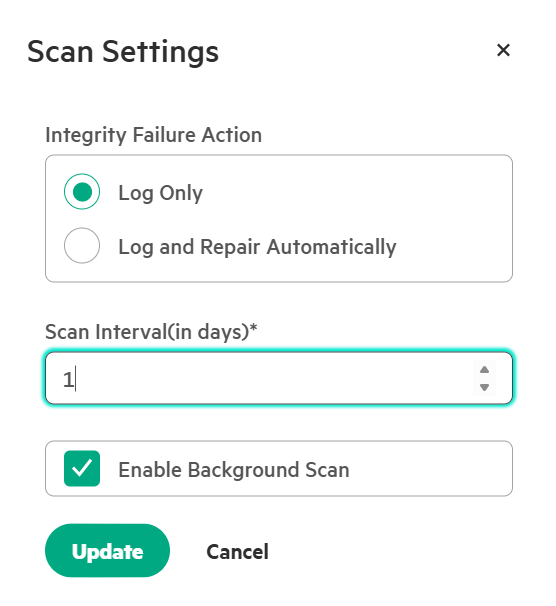 Scan Settings
Integrity Failure Action
Log Only
Log and Repair Automatically
Scan Interval(in days)*
1
Enable Background Scan
Update
Cancel